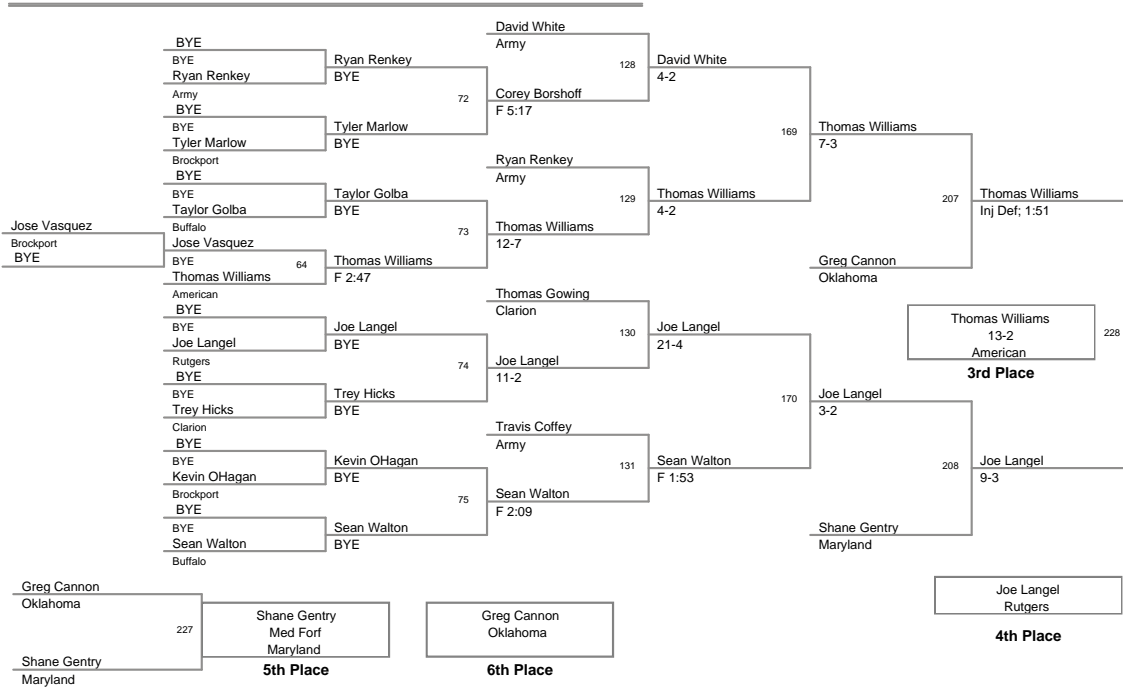 David White
Army
128
David White
4-2
BYE
BYE
Ryan Renkey
Army
Ryan Renkey
BYE
72
Corey Borshoff
F 5:17
BYE
BYE
Tyler Marlow
Brockport
Tyler Marlow
BYE
169
Thomas Williams
7-3
Ryan Renkey
Army
129
Thomas Williams
4-2
BYE
BYE
Taylor Golba
Buffalo
Taylor Golba
BYE
73
Thomas Williams
12-7
Jose Vasquez
Brockport
BYE
Jose Vasquez
BYE
Thomas Williams
American
64
Thomas Williams
F 2:47
207
Thomas Williams
Inj Def; 1:51
Greg Cannon
Oklahoma
Thomas Gowing
Clarion
130
Joe Langel
21-4
BYE
BYE
Joe Langel
Rutgers
Joe Langel
BYE
74
Joe Langel
11-2
BYE
BYE
Trey Hicks
Clarion
Trey Hicks
BYE
Thomas Williams
13-2
American
228
3rd Place
170
Joe Langel
3-2
Travis Coffey
Army
131
Sean Walton
F 1:53
BYE
BYE
Kevin OHagan
Brockport
Kevin OHagan
BYE
75
Sean Walton
F 2:09
BYE
BYE
Sean Walton
Buffalo
Sean Walton
BYE
208
Joe Langel
9-3
Shane Gentry
Maryland
Greg Cannon
Oklahoma
227
Shane Gentry
Maryland
Shane Gentry
Med Forf
Maryland
5th Place
Greg Cannon
Oklahoma
6th Place
Joe Langel
Rutgers
4th Place